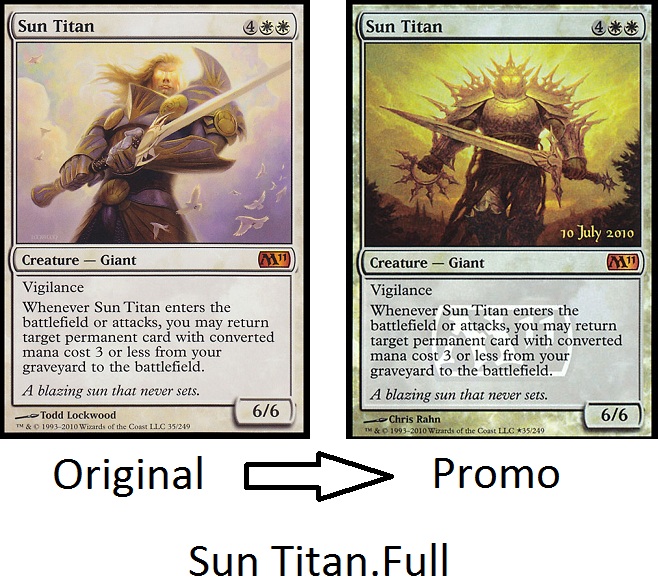 Sun Titan 4
Creature — Giant M11
Vigilance
Whenever Sun Titan enters the
battlefield or attacks, you may return
target permanent card with converted
mana cost 3 or less from your
graveyard to the battlefield.
A blazing sun that never sets.
Todd Lockwood
6/6
™ & © 1993–2010 Wizards of the Coast LLC 35/249
Sun Titan 4
10 July 2010
Creature — Giant M11
Vigilance
Whenever Sun Titan enters the
battlefield or attacks, you may return
target permanent card with converted
mana cost 3 or less from your
graveyard to the battlefield.
A blazing sun that never sets.
Chris Rahn
6/6
™ & © 1993–2010 Wizards of the Coast LLC ★35/249
Original
Promo
Sun Titan.Full